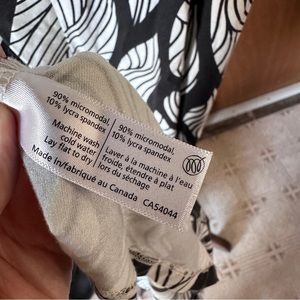 90% micromodal,
10% lycra spandex
Machine wash
cold water
Lay flat to dry
90% micromodal,
10% lycra spandex
Laver à la machine à l'eau
froide, étendre à plat
lors du séchage
Made in/fabriqué au Canada CA54044